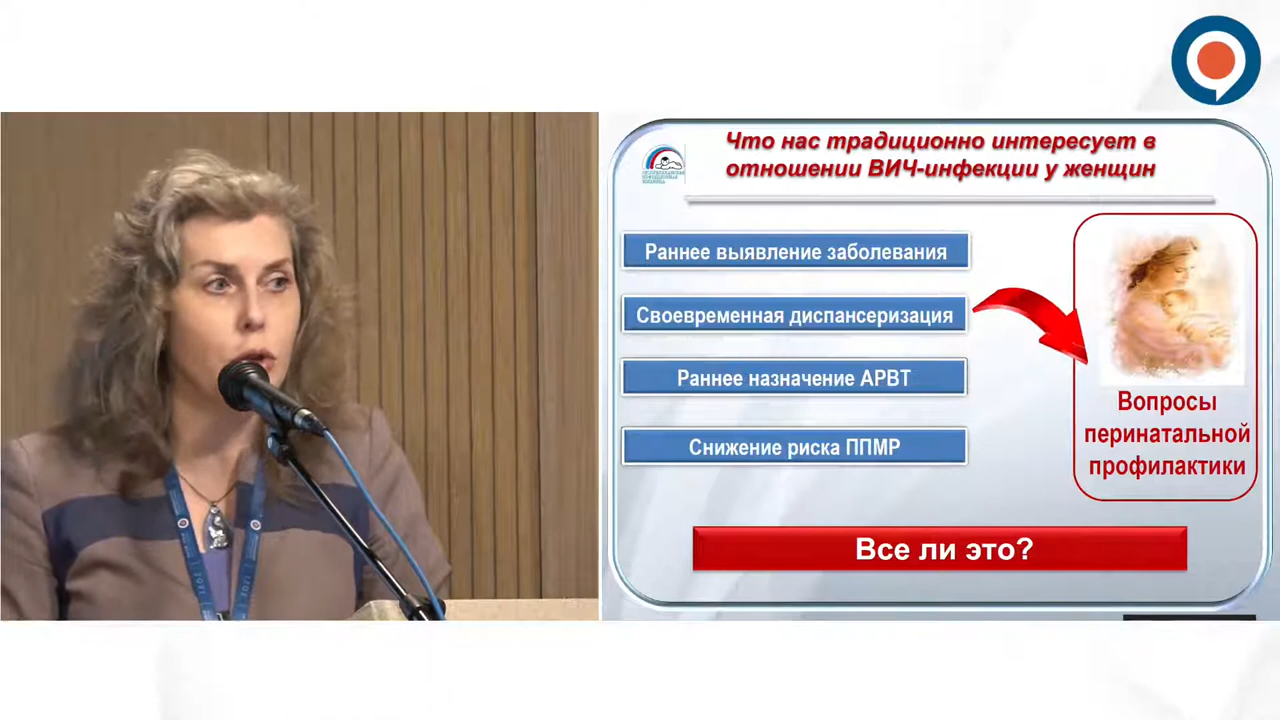 Что нас традиционно интересует в
отношении ВИЧ-инфекции у женщин
Раннее выявление заболевания
Своевременная диспансеризация
Раннее назначение АРВТ
Снижение риска ППМР
Вопросы
перинатальной
профилактики
Все ли это?